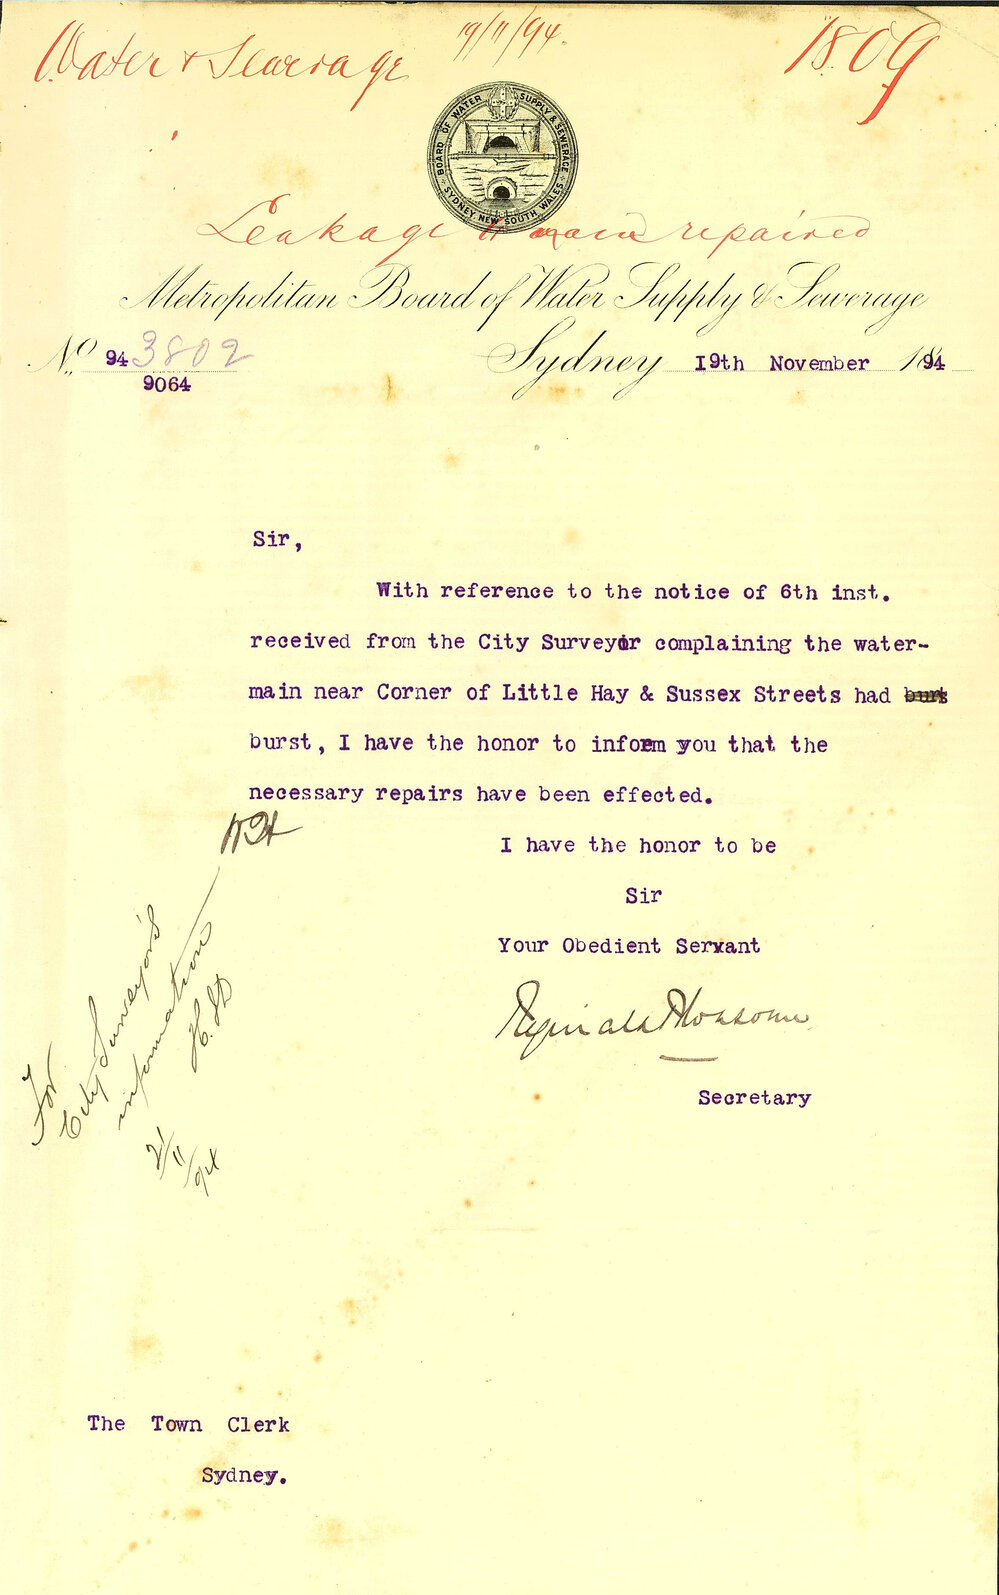 Water & Sewerage
19/11/94.
1809
BOARD OF WATER SUPPLY & SEWERAGE
SYDNEY, NEW SOUTH WALES
Leakage main repaired
Metropolitan Board of Water Supply & Sewerage
No. 94 3802
9064
Sydney 19th November 1894
Sir,
With reference to the notice of 6th inst.
received from the City Surveyor complaining the water-
main near Corner of Little Hay & Sussex Streets had burt
burst, I have the honor to inform you that the
necessary repairs have been effected.
I have the honor to be
Sir
Your Obedient Servant
Reginald
Secretary
For
City Surveyor's
information
21/11/94
The Town Clerk
Sydney.